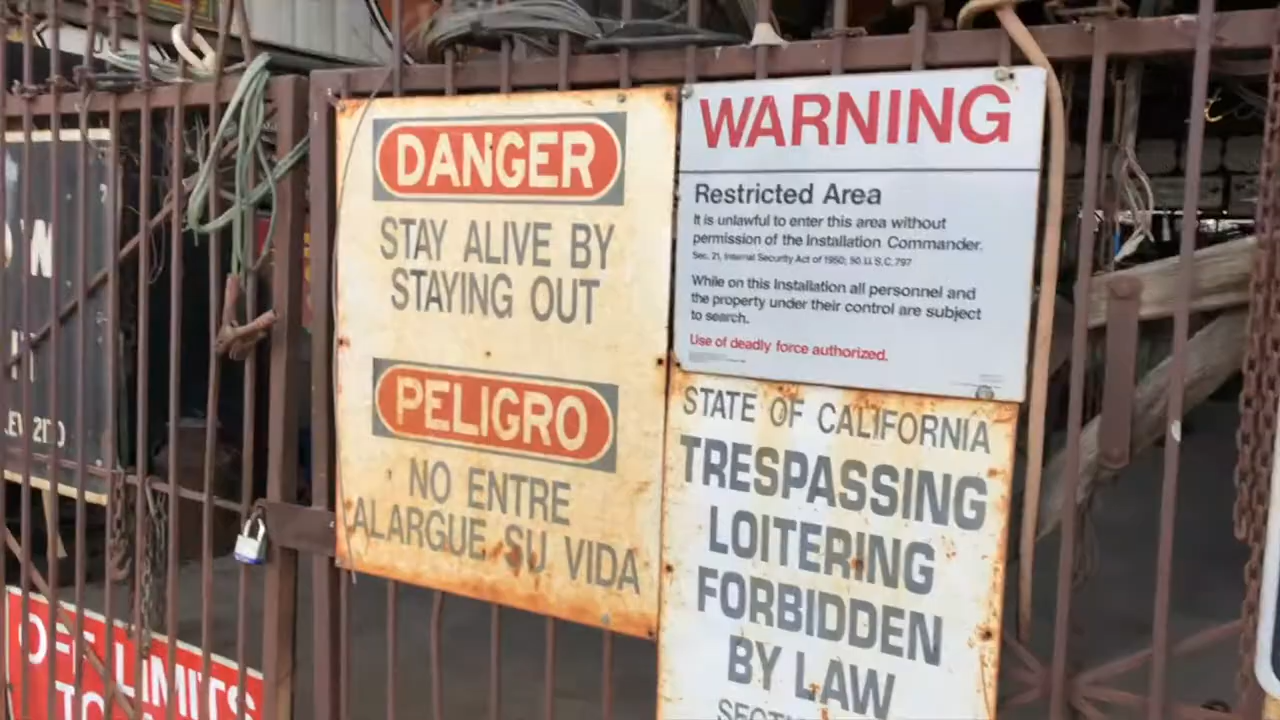 DANGER
STAY ALIVE BY
STAYING OUT
PELIGRO
NO ENTRE
ALARGUE SU VIDA
WARNING
Restricted Area
It is unlawful to enter this area without
permission of the Installation Commander.
Sec. 21, Internal Security Act of 1950; 50 U.S.C. 797
While on this Installation all personnel and
the property under their control are subject
to search.
Use of deadly force authorized.
STATE OF CALIFORNIA
TRESPASSING
LOITERING
FORBIDDEN
BY LAW
OFF LIMITS
TO